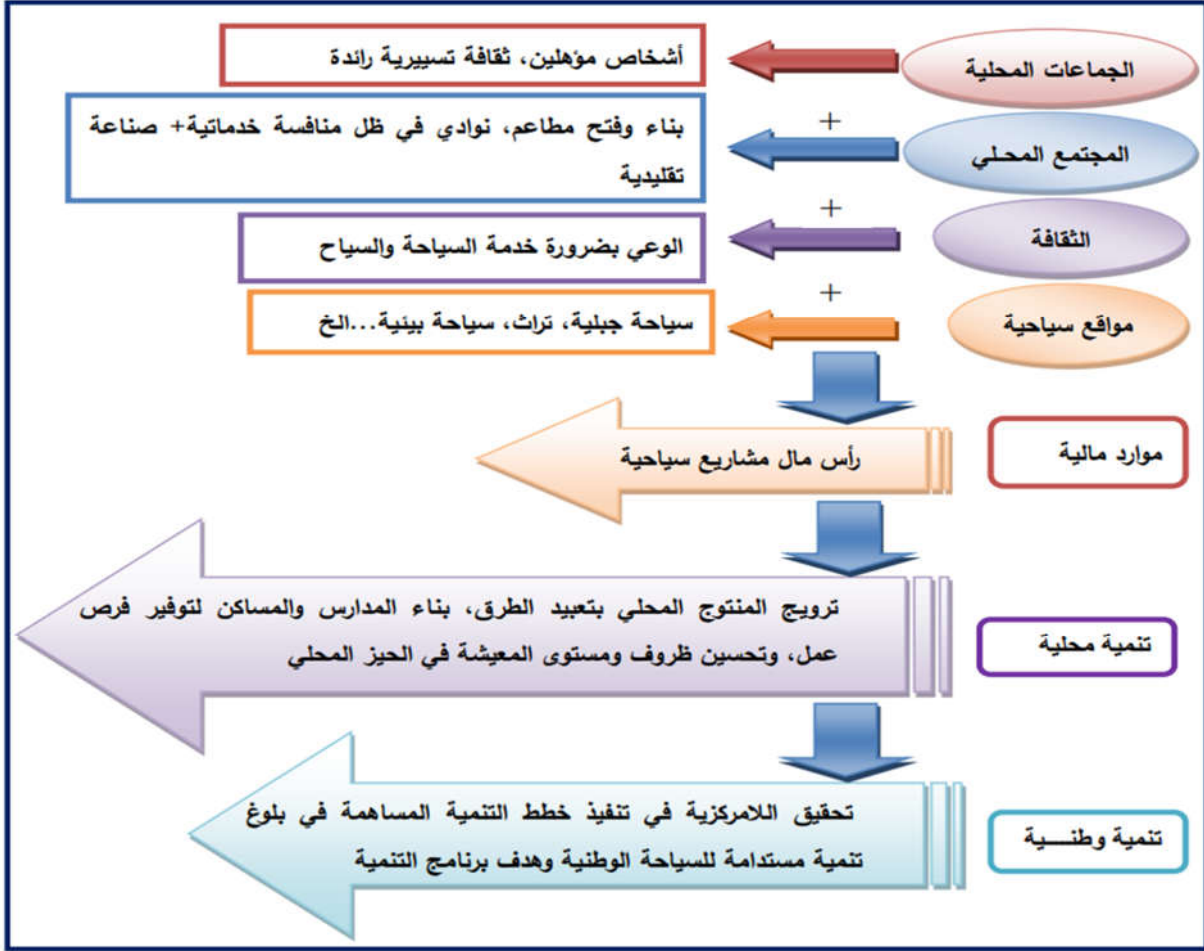 الجماعات المحلية
أشخاص مؤهلين، ثقافة تسييرية رائدة
+
المجتمع المحلي
بناء وفتح مطاعم، نوادي في ظل منافسة خدماتية+ صناعة
تقليدية
+
الثقافة
الوعي بضرورة خدمة السياحة والسياح
+
مواقع سياحية
سياحة جبلية، تراث، سياحة بيئية...الخ
موارد مالية
رأس مال مشاريع سياحية
تنمية محلية
ترويج المنتوج المحلي بتعبيد الطرق، بناء المدارس والمساكن لتوفير فرص
عمل، وتحسين ظروف ومستوى المعيشة في الحيز المحلي
تنمية وطنـــية
تحقيق اللامركزية في تنفيذ خطط التنمية المساهمة في بلوغ
تنمية مستدامة للسياحة الوطنية وهدف برنامج التنمية